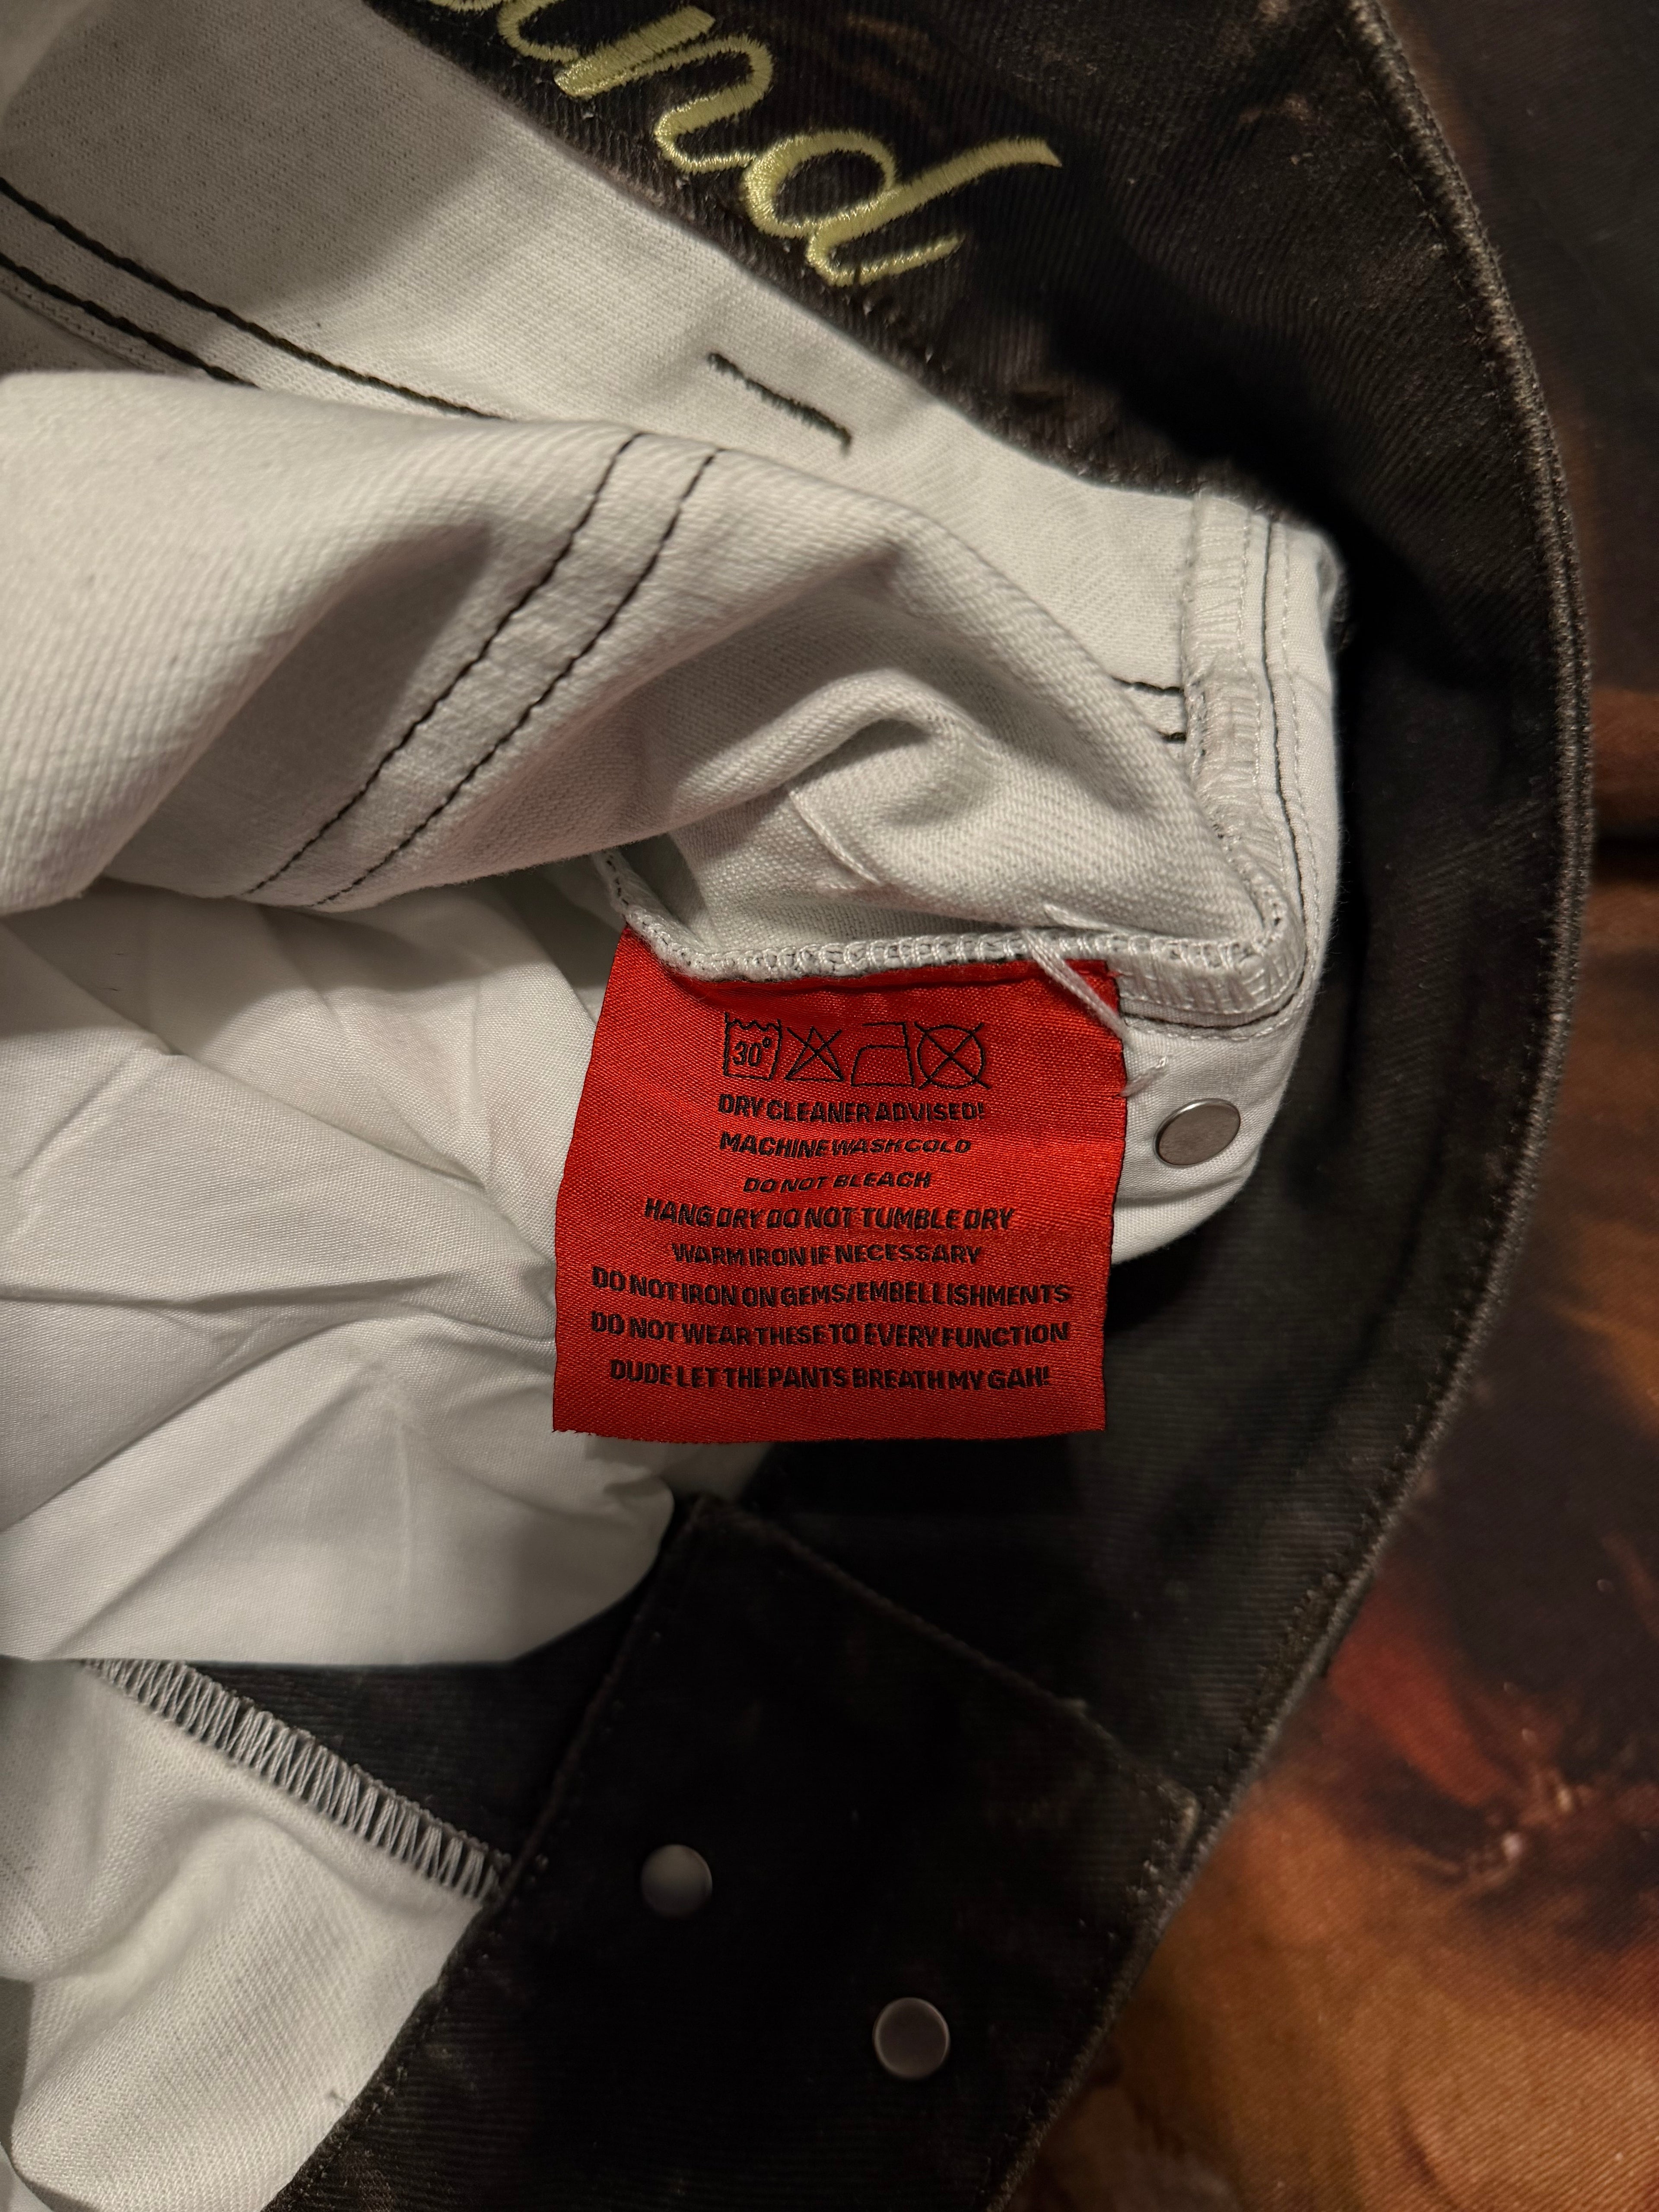 and
30°
DRY CLEANER ADVISED!
MACHINE WASH COLD
DO NOT BLEACH
HANG DRY DO NOT TUMBLE DRY
WARM IRON IF NECESSARY
DO NOT IRON ON GEMS/EMBELLISHMENTS
DO NOT WEAR THESE TO EVERY FUNCTION
DUDE LET THE PANTS BREATH MY GAH!